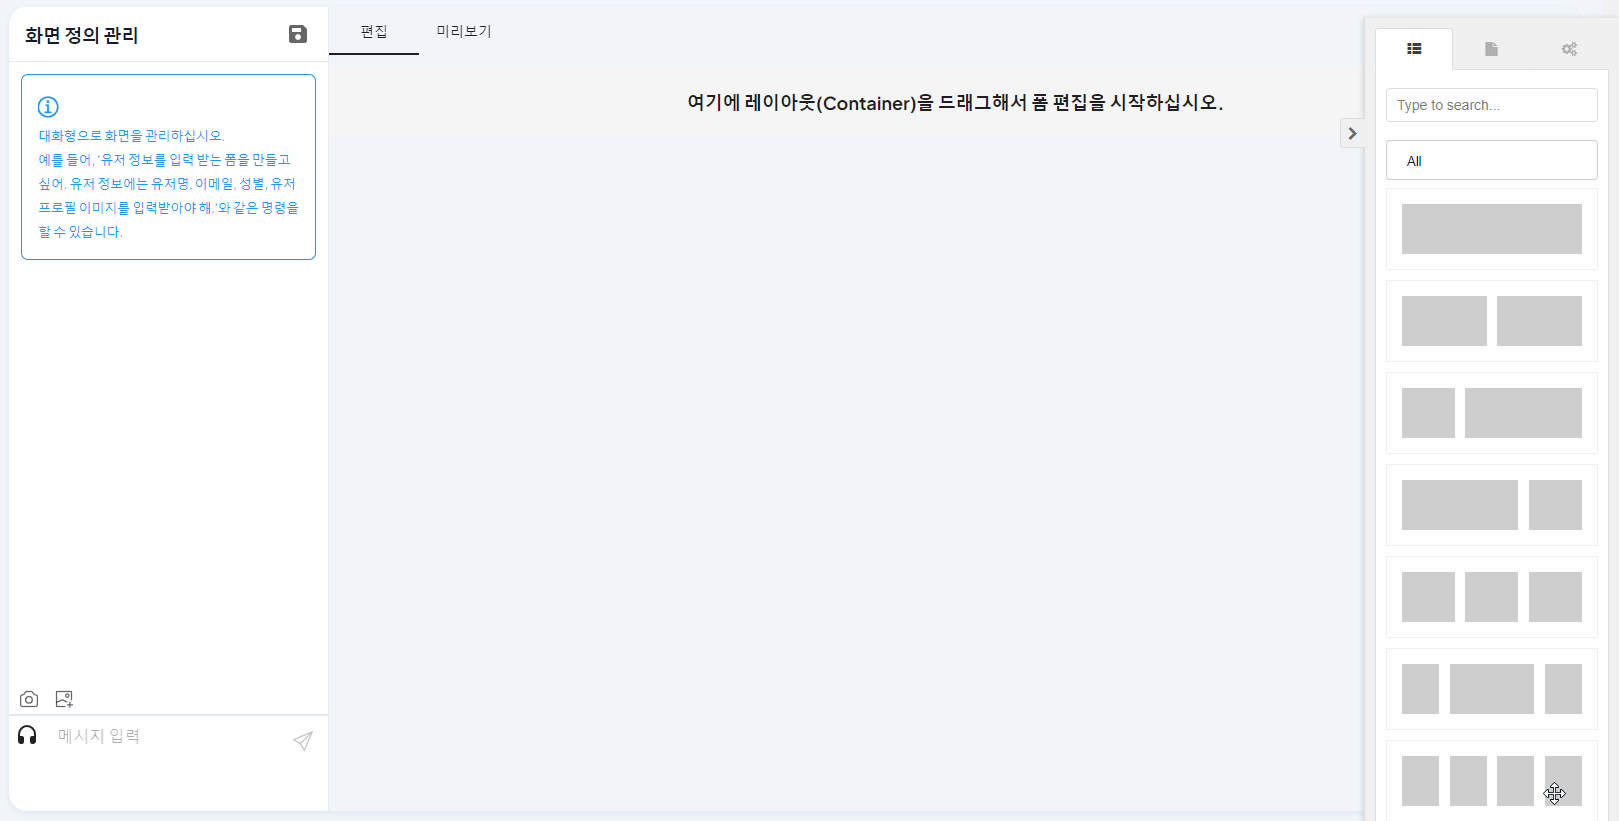 화면 정의 관리
대화형으로 화면을 관리하십시오.
예를 들어, '유저 정보를 입력 받는 폼을 만들고
싶어. 유저 정보에는 유저명, 이메일, 성별, 유저
프로필 이미지를 입력받아야 해.'와 같은 명령을
할 수 있습니다.
메시지 입력
편집 미리보기
여기에 레이아웃(Container)을 드래그해서 폼 편집을 시작하십시오.
Type to search...
All